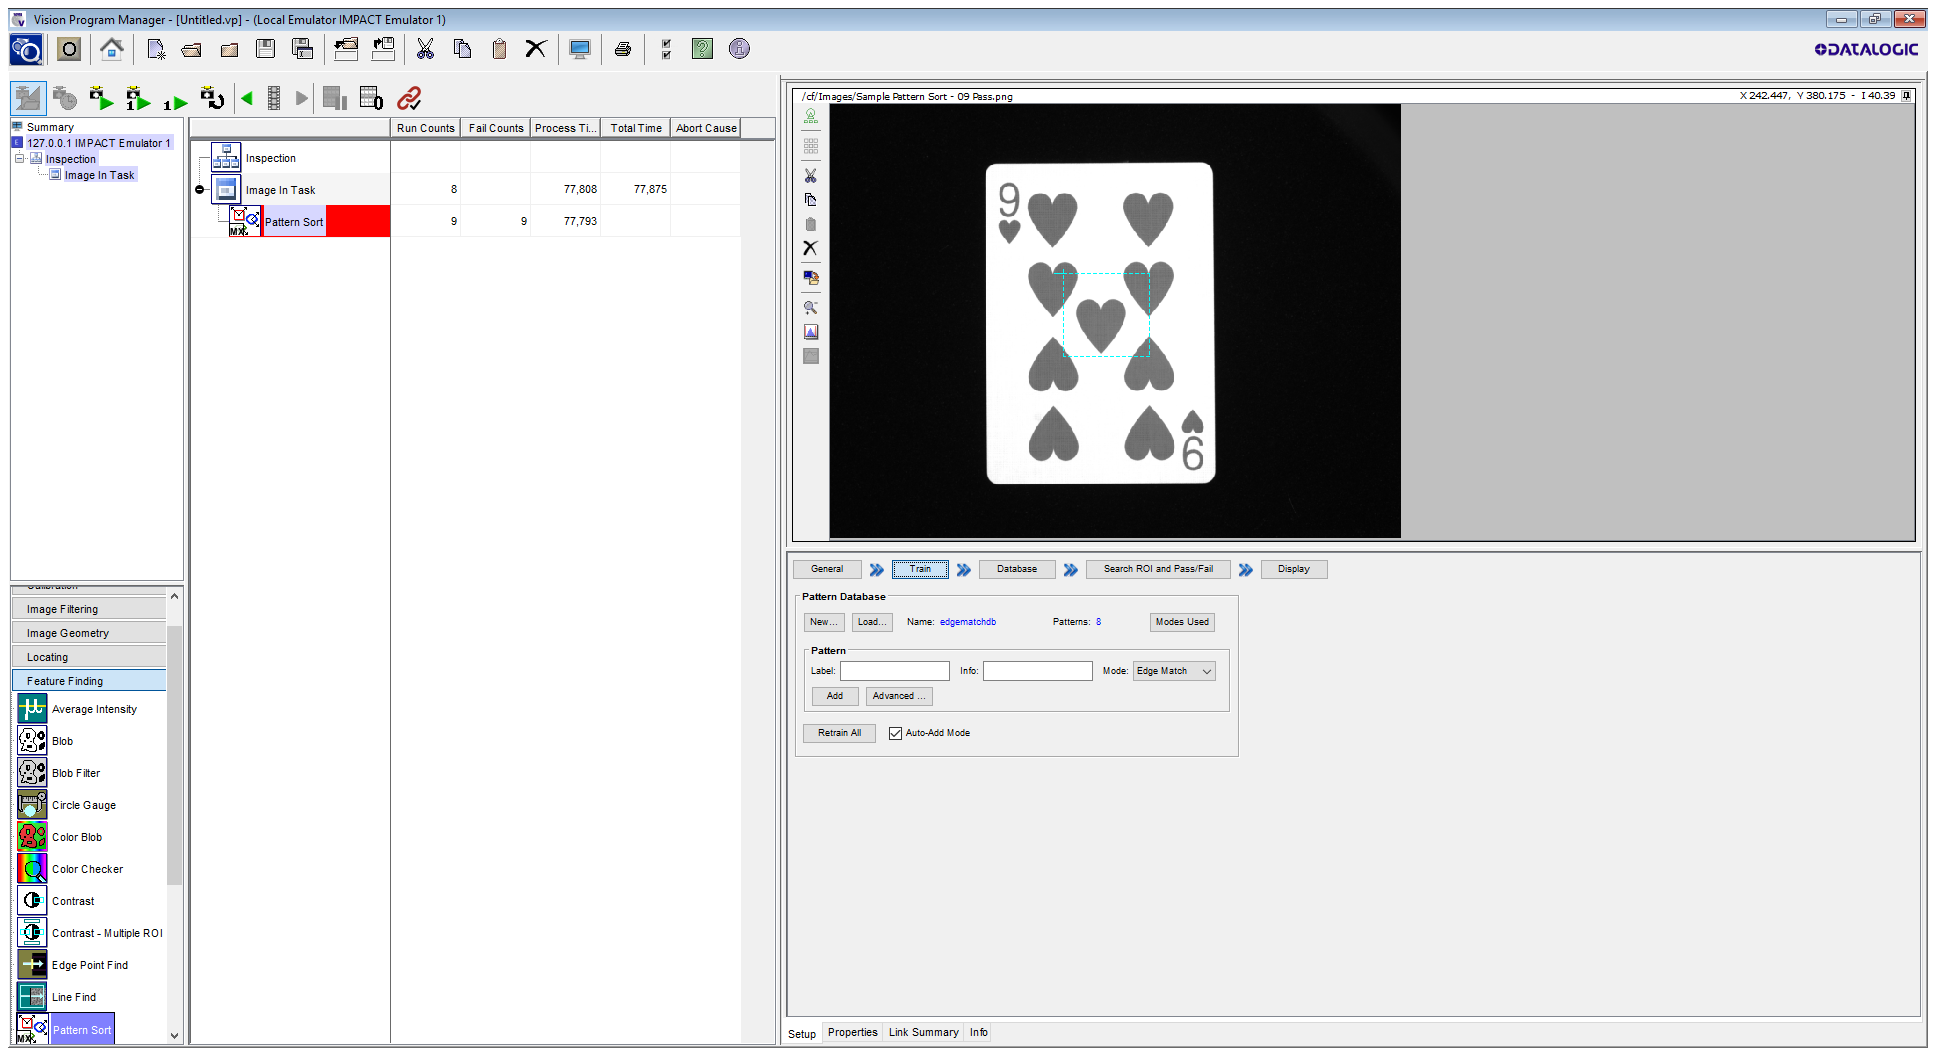 Vision Program Manager - [Untitled.vp] - (Local Emulator IMPACT Emulator 1)
DATALOGIC
Summary
127.0.0.1 IMPACT Emulator 1
Inspection
Image In Task
Run Counts Fail Counts Process Ti... Total Time Abort Cause
Inspection
Image In Task 8 77,808 77,875
Pattern Sort 9 9 77,793
Calibration
Image Filtering
Image Geometry
Locating
Feature Finding
Average Intensity
Blob
Blob Filter
Circle Gauge
Color Blob
Color Checker
Contrast
Contrast - Multiple ROI
Edge Point Find
Line Find
Pattern Sort
/cf/Images/Sample Pattern Sort - 09 Pass.png X 242.447, Y 380.175 - I 40.39
9
9
General Train Database Search ROI and Pass/Fail Display
Pattern Database
New... Load... Name: edgematchdb Patterns: 8 Modes Used
Pattern
Label: Info: Mode: Edge Match
Add Advanced ...
Retrain All Auto-Add Mode
Setup Properties Link Summary Info